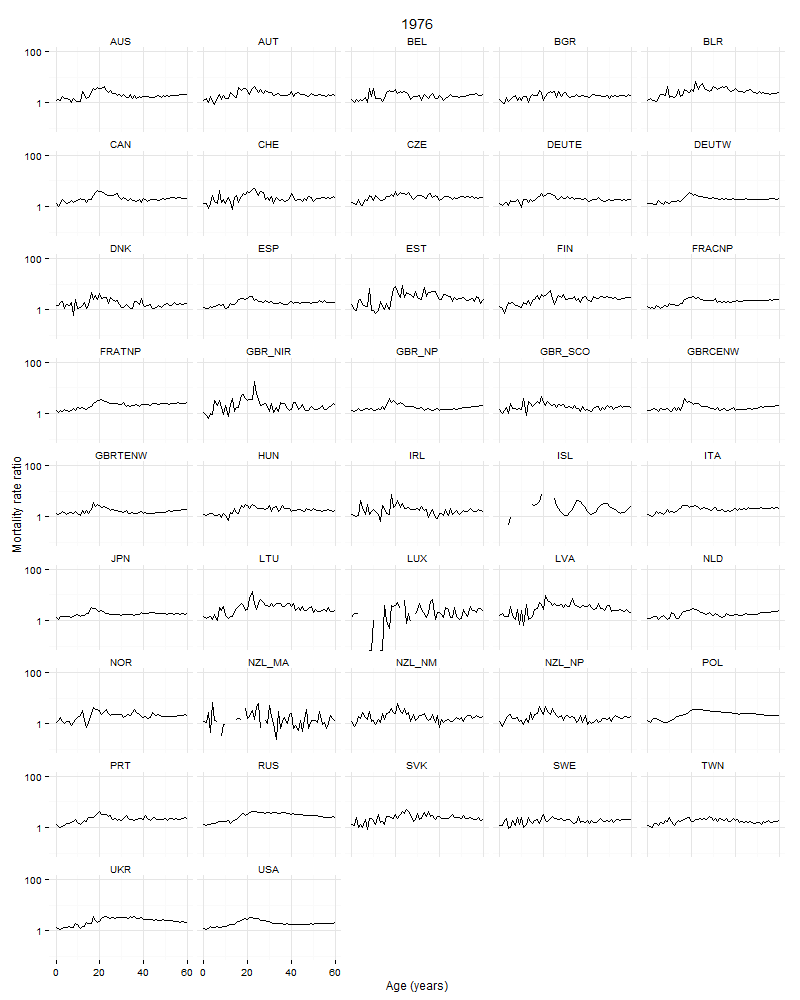 1976
AUS AUT BEL BGR BLR
100
1
CAN CHE CZE DEUTE DEUTW
100
1
DNK ESP EST FIN FRACNP
100
1
FRATNP GBR_NIR GBR_NP GBR_SCO GBRCENW
100
1
GBRTENW HUN IRL ISL ITA
100
1
Mortality rate ratio
JPN LTU LUX LVA NLD
100
1
NOR NZL_MA NZL_NM NZL_NP POL
100
1
PRT RUS SVK SWE TWN
100
1
UKR USA
100
1
0 20 40 60 0 20 40 60
Age (years)